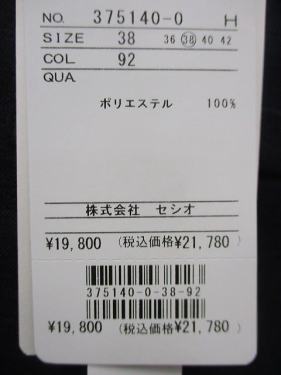 NO. 375140-0 H
SIZE 38 36 38 40 42
COL 92
QUA
ポリエステル 100%
株式会社 セシオ
¥19,800 (税込価格¥21,780)
375140-0-38-92
¥19,800 (税込価格¥21,780)